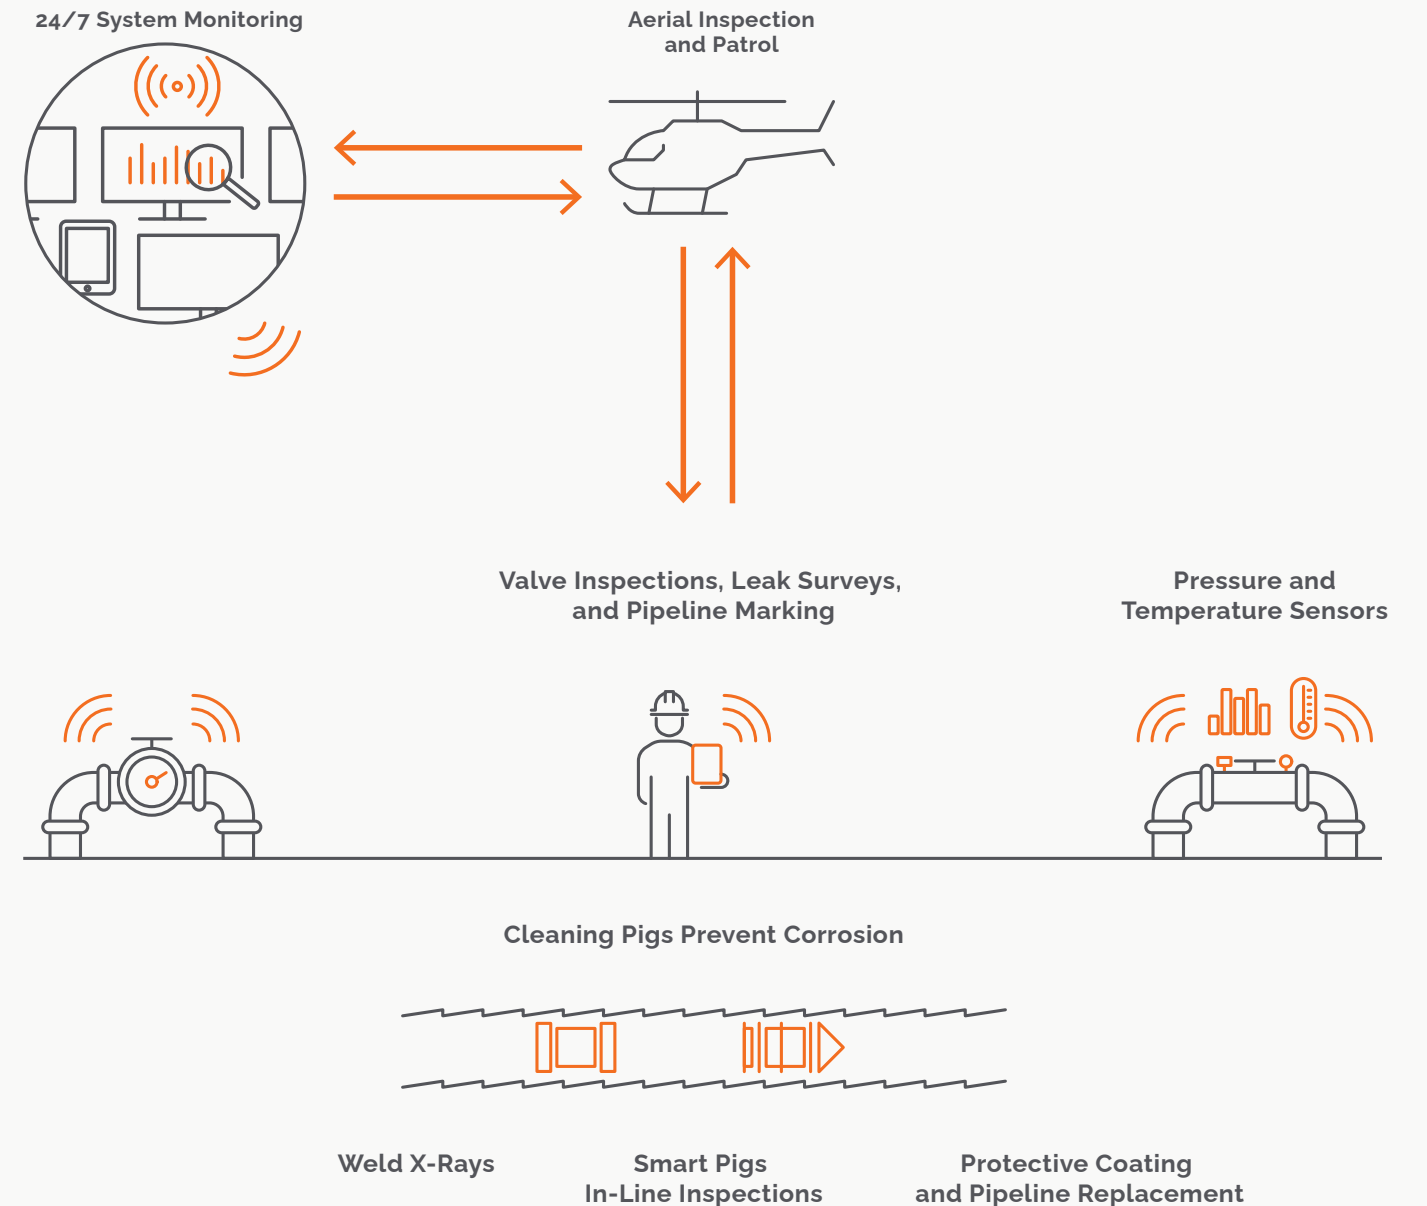 24/7 System Monitoring
Aerial Inspection
and Patrol
Valve Inspections, Leak Surveys,
and Pipeline Marking
Pressure and
Temperature Sensors
Cleaning Pigs Prevent Corrosion
Weld X-Rays
Smart Pigs
In-Line Inspections
Protective Coating
and Pipeline Replacement